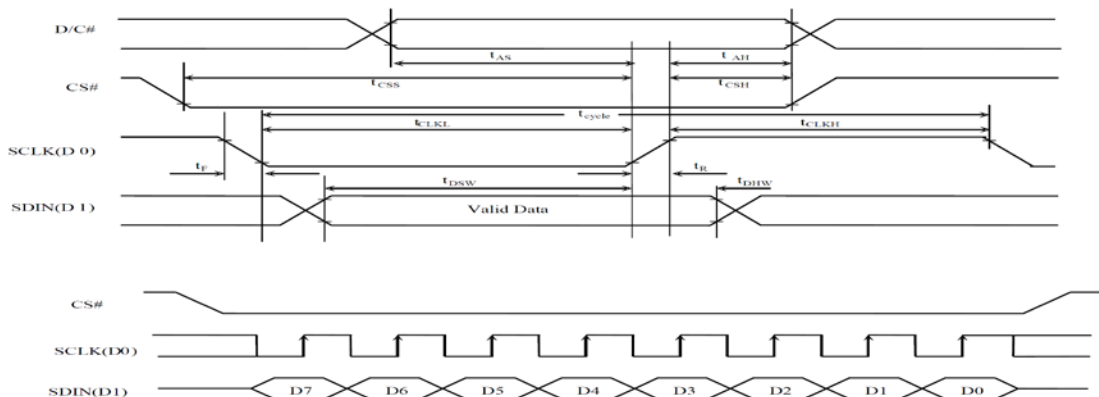 D/C#
tAS
tAH
tCSS
tCSH
CS#
tcycle
tCLKL
tCLKH
SCLK(D 0)
tF
tR
tDSW
tDHW
SDIN(D 1)
Valid Data
CS#
SCLK(D0)
SDIN(D1)
D7
D6
D5
D4
D3
D2
D1
D0